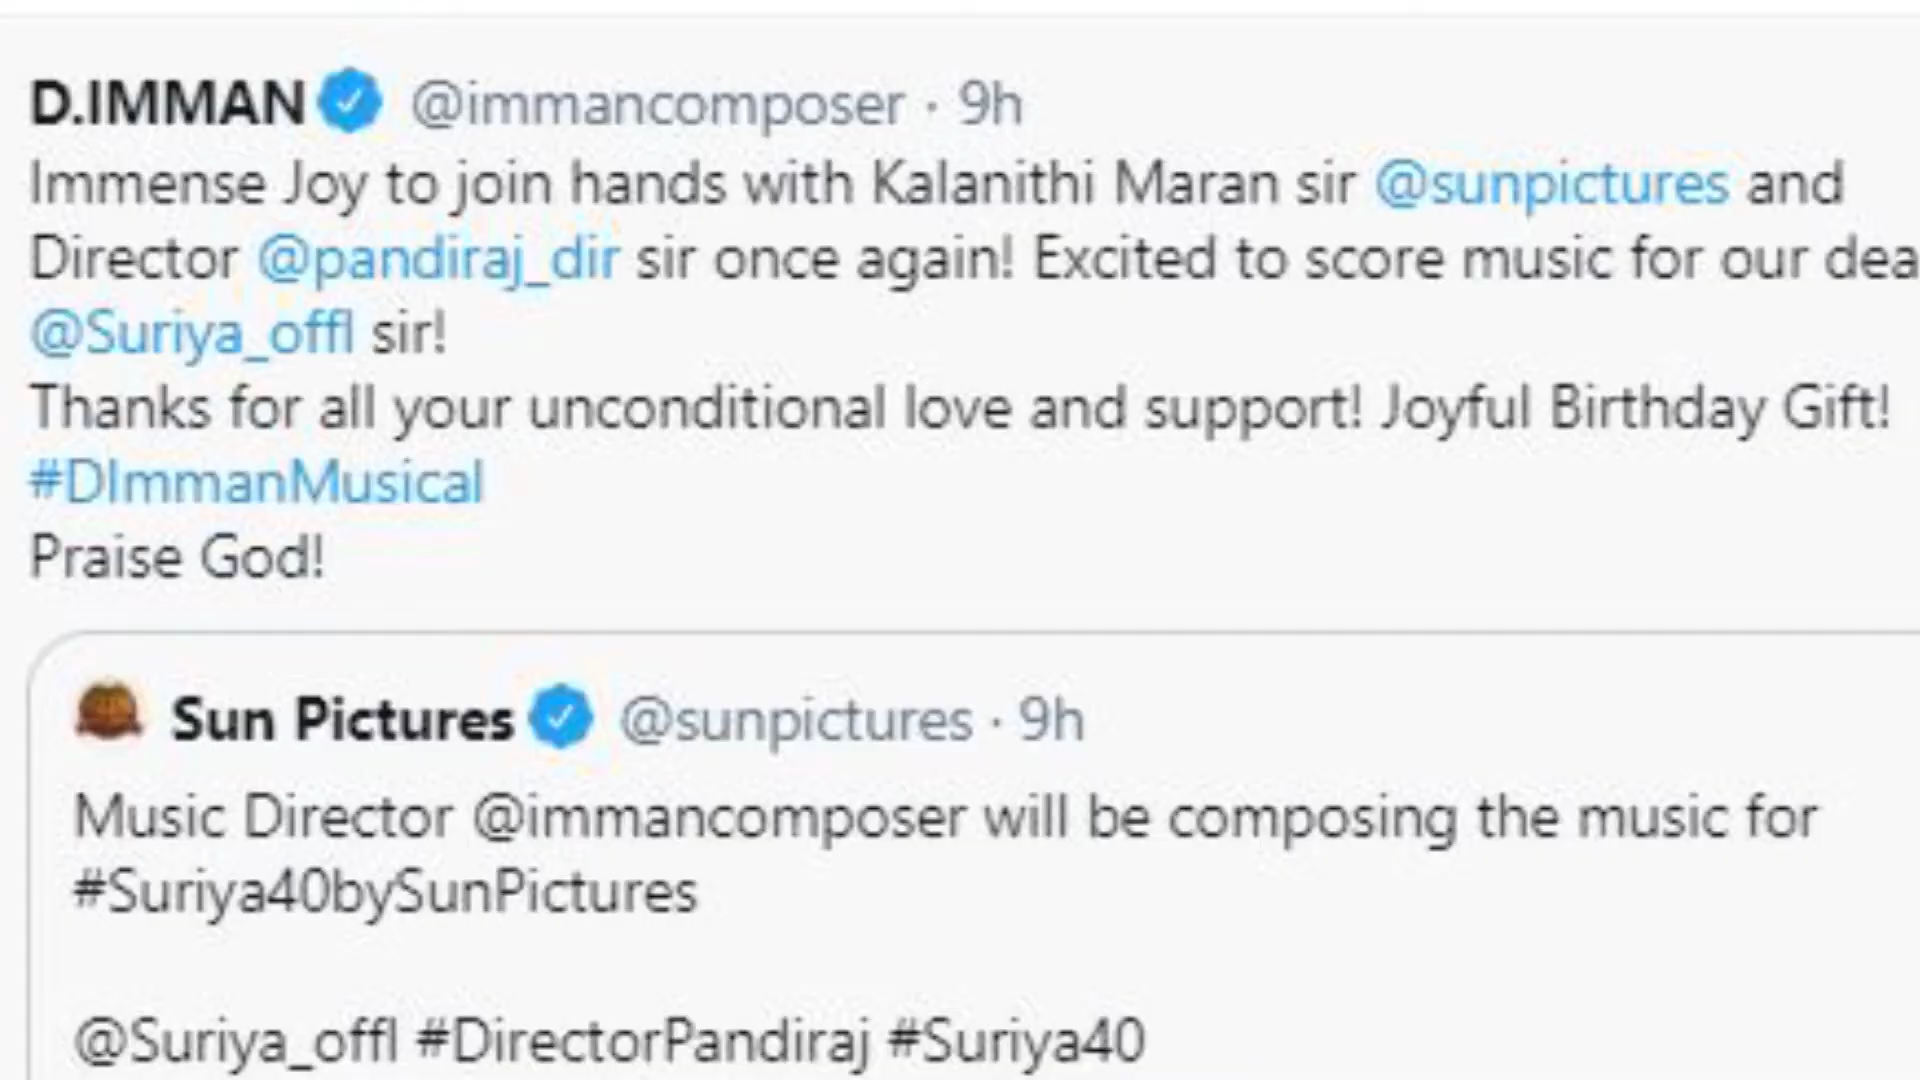 D.IMMAN @immancomposer · 9h
Immense Joy to join hands with Kalanithi Maran sir @sunpictures and
Director @pandiraj_dir sir once again! Excited to score music for our
@Suriya_offl sir!
Thanks for all your unconditional love and support! Joyful Birthday Gift!
#DImmanMusical
Praise God!
Sun Pictures @sunpictures · 9h
Music Director @immancomposer will be composing the music for
#Suriya40bySunPictures
@Suriya_offl #DirectorPandiraj #Suriya40